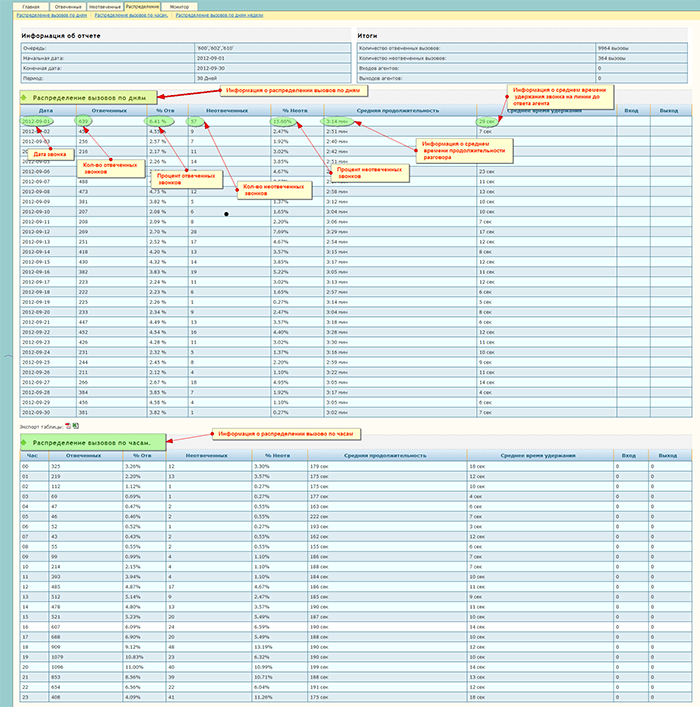 Главная Отвеченные Неотвеченные Распределение Монитор
Распределение вызовов по дням Распределение вызовов по часам. Распределение вызовов по дням недели
Информация об отчете Итоги
Очередь: '600','602','610' Количество отвеченных вызовов: 9964 вызовы
Начальная дата: 2012-09-01 Количество неотвеченных вызовов: 364 вызовы
Конечная дата: 2012-09-30 Входов агентов: 0
Период: 30 Дней Выходов агентов: 0
Информация о распределении вызовов по дням
Информация о среднем времени удержания звонка на линии до ответа агента
Распределение вызовов по дням
Дата Отвеченных % Отв Неотвеченных % Неотв Средняя продолжительность Среднее время удержания Вход Выход
2012-09-01 639 6.41 % 57 15.66% 3:14 мин 29 сек
2012-09-02 4.55 9 2.47% 2:51 мин 7 сек
256 2.57 % 7 1.92% 2:40 мин
216 2.17 % 11 3.02% 2:42 мин
2.26 % 14 3.85% 2:51
Дата звонка
Кол-во отвеченных звонков
Процент отвеченных звонков
Кол-во неотвеченных звонков
Процент неотвеченных звонков
Информация о среднем времени продолжительности разговора
2012-09-06 4.67% 23 сек
2012-09-07 488 11 сек
2012-09-08 473 4.75 % 12 12 сек
2012-09-09 381 3.82 % 5 1.37% 3:12 мин 10 сек
2012-09-10 207 2.08 % 6 1.65% 3:04 мин 10 сек
2012-09-11 208 2.09 % 8 2.20% 3:06 мин 7 сек
2012-09-12 269 2.70 % 28 7.69% 3:29 мин 17 сек
2012-09-13 251 2.52 % 17 4.67% 2:54 мин 12 сек
2012-09-14 418 4.20 % 13 3.57% 3:15 мин 8 сек
2012-09-15 430 4.32 % 14 3.85% 3:17 мин 12 сек
2012-09-16 382 3.83 % 19 5.22% 3:05 мин 11 сек
2012-09-17 223 2.24 % 11 3.02% 3:13 мин 12 сек
2012-09-18 222 2.23 % 6 1.65% 2:57 мин 6 сек
2012-09-19 225 2.26 % 1 0.27% 3:14 мин 5 сек
2012-09-20 233 2.34 % 9 2.47% 3:04 мин 8 сек
2012-09-21 447 4.49 % 13 3.57% 3:18 мин 6 сек
2012-09-22 452 4.54 % 16 4.40% 3:28 мин 12 сек
2012-09-23 426 4.28 % 11 3.02% 3:30 мин 11 сек
2012-09-24 231 2.32 % 5 1.37% 3:16 мин 10 сек
2012-09-25 244 2.45 % 8 2.20% 2:59 мин 9 сек
2012-09-26 211 2.12 % 4 1.10% 3:22 мин 11 сек
2012-09-27 266 2.67 % 18 4.95% 3:05 мин 14 сек
2012-09-28 384 3.85 % 7 1.92% 3:17 мин 4 сек
2012-09-29 456 4.58 % 4 1.10% 3:05 мин 6 сек
2012-09-30 381 3.82 % 1 0.27% 3:02 мин 7 сек
Экспорт таблицы:
Информация о распределении вызово по часам
Распределение вызовов по часам.
Час Отвеченных % Отв Неотвеченных % Неотв Средняя продолжительность Среднее время удержания Вход Выход
00 325 3.26% 12 3.30% 179 сек 18 сек 0 0
01 219 2.20% 13 3.57% 175 сек 12 сек 0 0
02 112 1.12% 1 0.27% 175 сек 10 сек 0 0
03 69 0.69% 1 0.27% 177 сек 4 сек 0 0
04 47 0.47% 2 0.55% 163 сек 6 сек 0 0
05 46 0.46% 2 0.55% 222 сек 7 сек 0 0
06 52 0.52% 1 0.27% 193 сек 3 сек 0 0
07 43 0.43% 2 0.55% 162 сек 12 сек 0 0
08 55 0.55% 2 0.55% 155 сек 6 сек 0 0
09 99 0.99% 4 1.10% 188 сек 7 сек 0 0
10 214 2.15% 4 1.10% 188 сек 10 сек 0 0
11 393 3.94% 4 1.10% 184 сек 10 сек 0 0
12 485 4.87% 17 4.67% 186 сек 11 сек 0 0
13 512 5.14% 9 2.47% 185 сек 9 сек 0 0
14 478 4.80% 13 3.57% 190 сек 11 сек 0 0
15 521 5.23% 20 5.49% 187 сек 10 сек 0 0
16 607 6.09% 24 6.59% 190 сек 14 сек 0 0
17 688 6.90% 20 5.49% 188 сек 10 сек 0 0
18 909 9.12% 48 13.19% 190 сек 12 сек 0 0
19 1079 10.83% 23 6.32% 190 сек 10 сек 0 0
20 1096 11.00% 40 10.99% 199 сек 14 сек 0 0
21 853 8.56% 39 10.71% 188 сек 13 сек 0 0
22 654 6.56% 22 6.04% 191 сек 12 сек 0 0
23 408 4.09% 41 11.26% 175 сек 18 сек 0 0